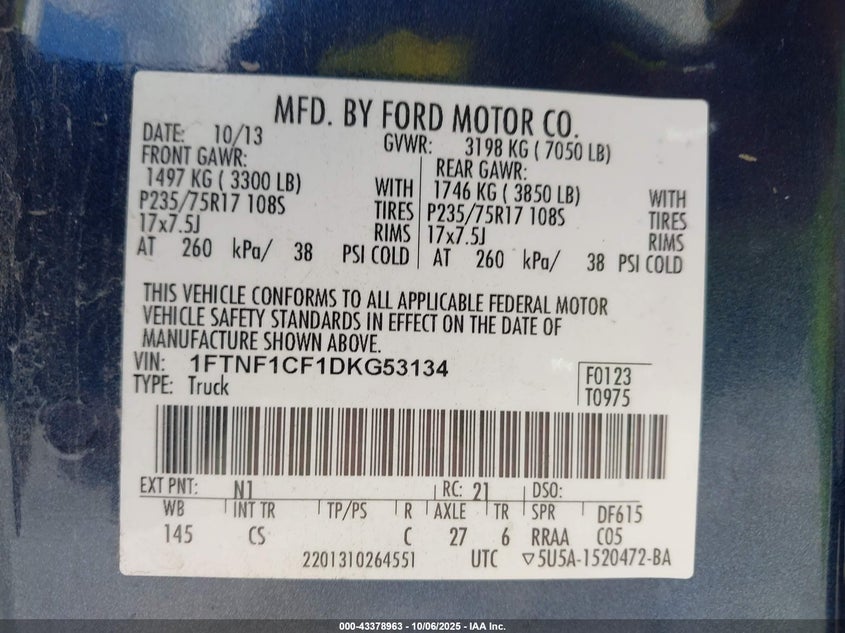 MFD. BY FORD MOTOR CO.
DATE: 10/13 GVWR: 3198 KG ( 7050 LB)
FRONT GAWR: REAR GAWR:
1497 KG ( 3300 LB) WITH 1746 KG ( 3850 LB) WITH
P235/75R17 108S TIRES P235/75R17 108S TIRES
17x7.5J RIMS 17x7.5J RIMS
AT 260 kPa/ 38 PSI COLD AT 260 kPa/ 38 PSI COLD
THIS VEHICLE CONFORMS TO ALL APPLICABLE FEDERAL MOTOR
VEHICLE SAFETY STANDARDS IN EFFECT ON THE DATE OF
MANUFACTURE SHOWN ABOVE.
VIN: 1FTNF1CF1DKG53134
TYPE: Truck
F0123
T0975
EXT PNT: N1 RC: 21 DSO:
WB INT TR TP/PS R AXLE TR SPR DF615
145 CS C 27 6 RRAA C05
2201310264551 UTC ▽5U5A-1520472-BA
000-43378963 - 10/06/2025 - IAA Inc.